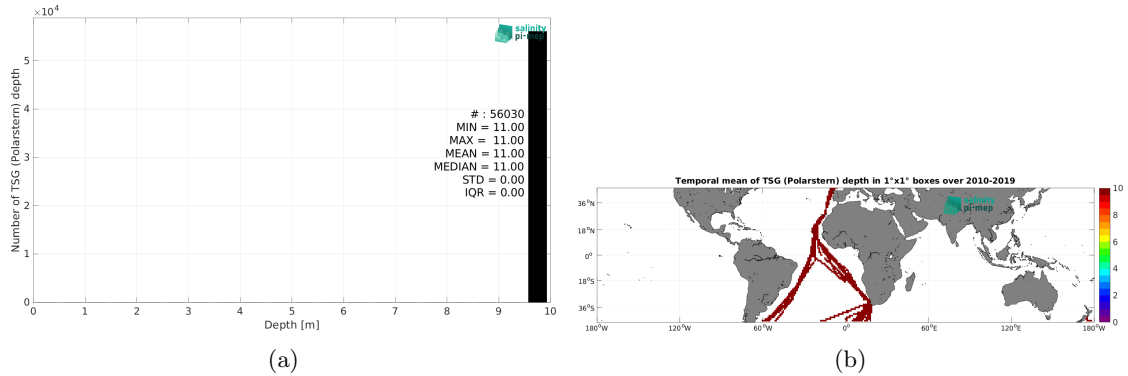 ×10⁴
salinity
pi-mep
5
4
3
2
1
0
Number of TSG (Polarstern) depth
# : 56030
MIN = 11.00
MAX = 11.00
MEAN = 11.00
MEDIAN = 11.00
STD = 0.00
IQR = 0.00
0 1 2 3 4 5 6 7 8 9 10
Depth [m]
(a)
Temporal mean of TSG (Polarstern) depth in 1°x1° boxes over 2010-2019
salinity
pi-mep
36°N
18°N
0°
18°S
36°S
180°W 120°W 60°W 0° 60°E 120°E 180°W
10
8
6
4
2
0
(b)